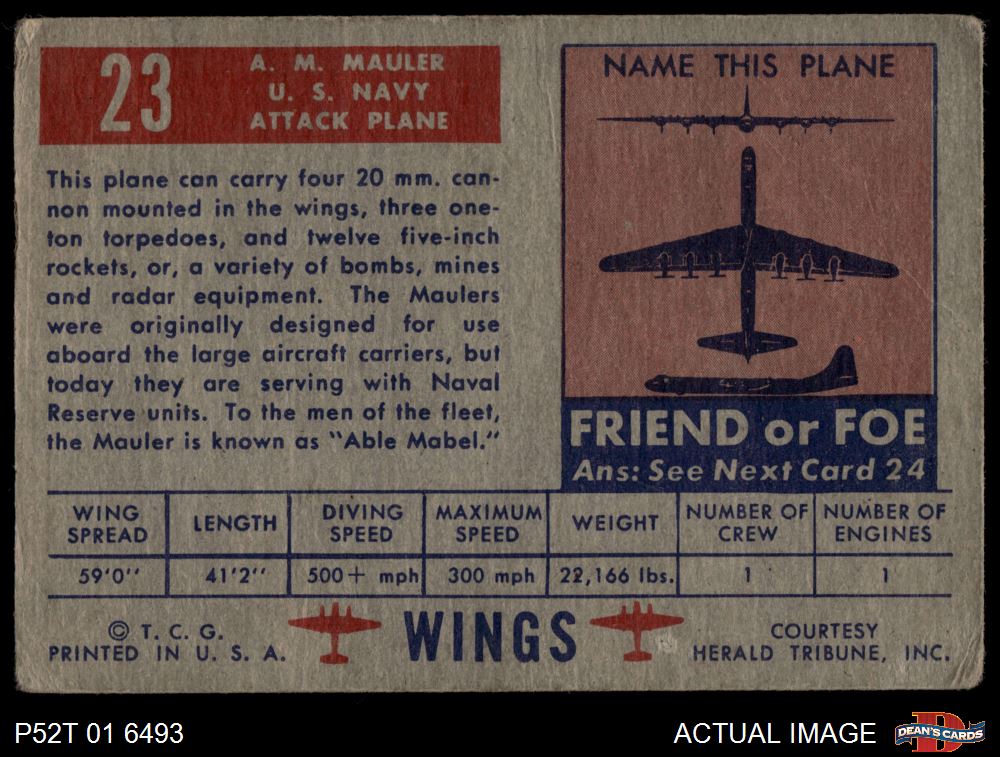 23
A. M. MAULER
U. S. NAVY
ATTACK PLANE
This plane can carry four 20 mm. can-
non mounted in the wings, three one-
ton torpedoes, and twelve five-inch
rockets, or, a variety of bombs, mines
and radar equipment. The Maulers
were originally designed for use
aboard the large aircraft carriers, but
today they are serving with Naval
Reserve units. To the men of the fleet,
the Mauler is known as "Able Mabel."
NAME THIS PLANE
FRIEND or FOE
Ans: See Next Card 24
WING SPREAD LENGTH DIVING SPEED MAXIMUM SPEED WEIGHT NUMBER OF CREW NUMBER OF ENGINES
59'0'' 41'2'' 500+ mph 300 mph 22,166 lbs. 1 1
© T. C. G.
PRINTED IN U. S. A.
WINGS
COURTESY
HERALD TRIBUNE, INC.
P52T 01 6493
ACTUAL IMAGE
D
DEAN'S CARDS